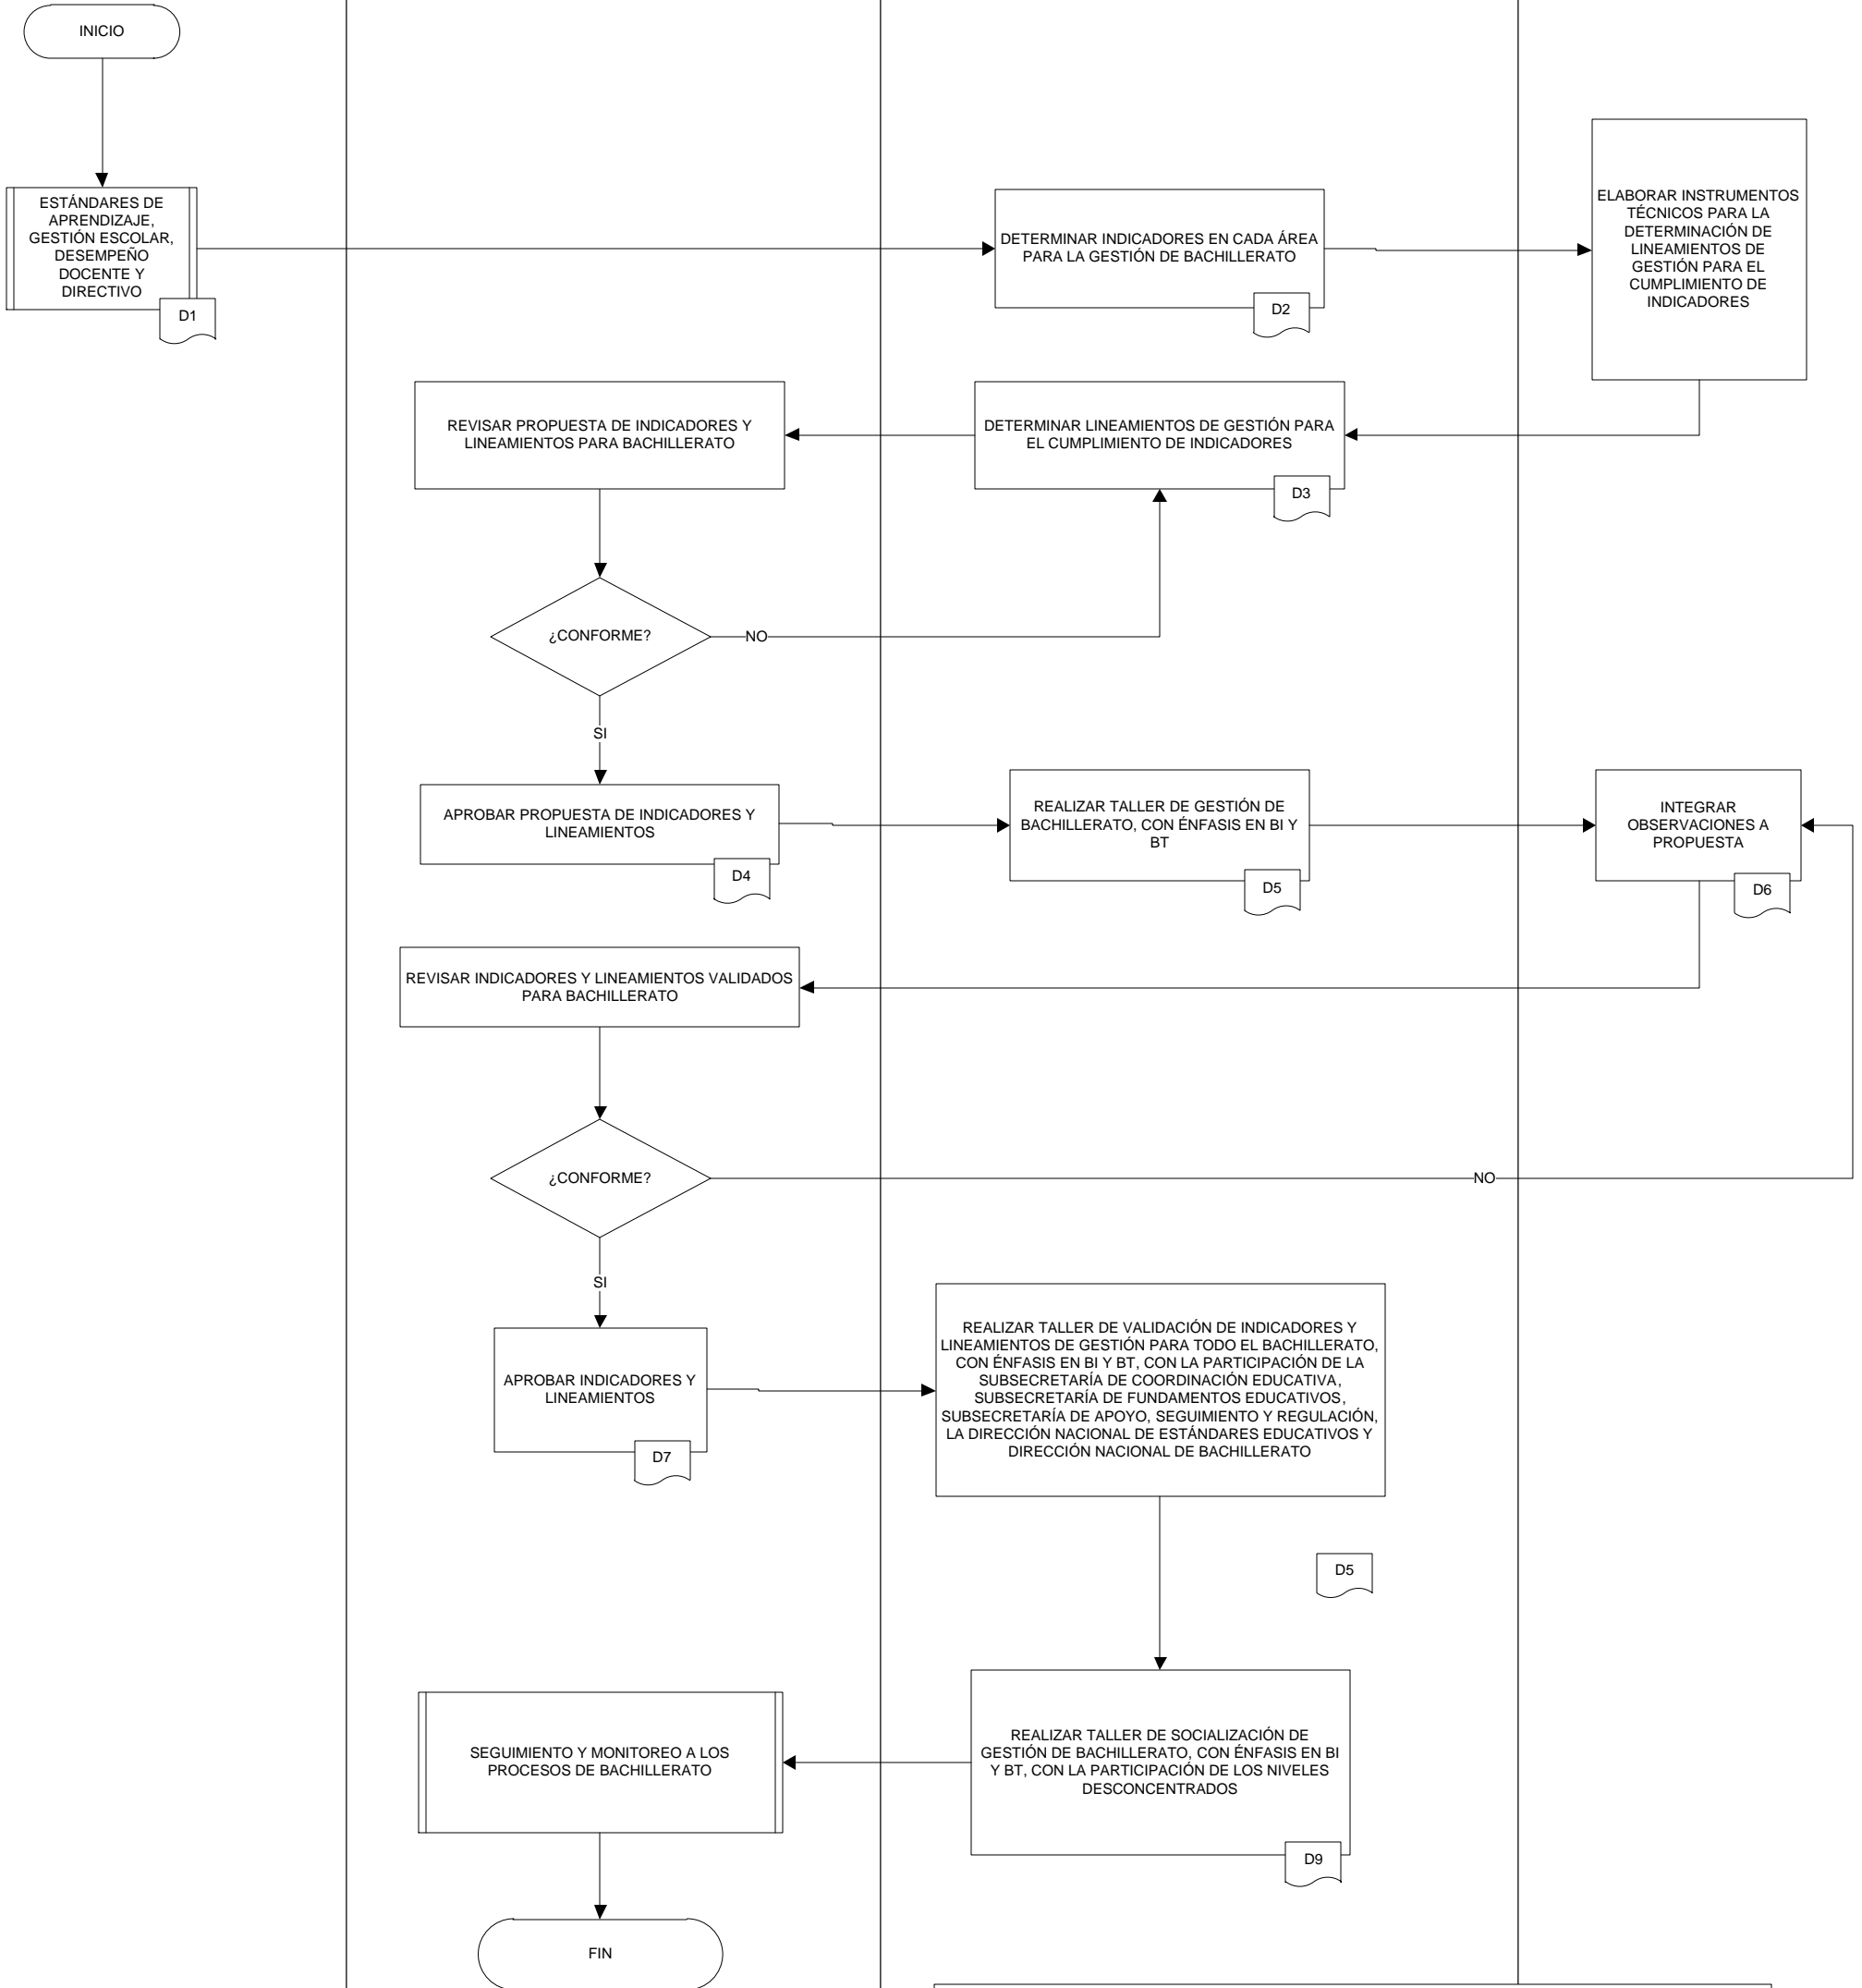 INICIO
ESTÁNDARES DE
APRENDIZAJE,
GESTIÓN ESCOLAR,
DESEMPEÑO
DOCENTE Y
DIRECTIVO
D1
DETERMINAR INDICADORES EN CADA ÁREA
PARA LA GESTIÓN DE BACHILLERATO
D2
ELABORAR INSTRUMENTOS
TÉCNICOS PARA LA
DETERMINACIÓN DE
LINEAMIENTOS DE
GESTIÓN PARA EL
CUMPLIMIENTO DE
INDICADORES
DETERMINAR LINEAMIENTOS DE GESTIÓN PARA
EL CUMPLIMIENTO DE INDICADORES
D3
REVISAR PROPUESTA DE INDICADORES Y
LINEAMIENTOS PARA BACHILLERATO
¿CONFORME?
NO
SI
APROBAR PROPUESTA DE INDICADORES Y
LINEAMIENTOS
D4
REALIZAR TALLER DE GESTIÓN DE
BACHILLERATO, CON ÉNFASIS EN BI Y
BT
D5
INTEGRAR
OBSERVACIONES A
PROPUESTA
D6
REVISAR INDICADORES Y LINEAMIENTOS VALIDADOS
PARA BACHILLERATO
¿CONFORME?
NO
SI
APROBAR INDICADORES Y
LINEAMIENTOS
D7
REALIZAR TALLER DE VALIDACIÓN DE INDICADORES Y
LINEAMIENTOS DE GESTIÓN PARA TODO EL BACHILLERATO,
CON ÉNFASIS EN BI Y BT, CON LA PARTICIPACIÓN DE LA
SUBSECRETARÍA DE COORDINACIÓN EDUCATIVA,
SUBSECRETARÍA DE FUNDAMENTOS EDUCATIVOS,
SUBSECRETARÍA DE APOYO, SEGUIMIENTO Y REGULACIÓN,
LA DIRECCIÓN NACIONAL DE ESTÁNDARES EDUCATIVOS Y
DIRECCIÓN NACIONAL DE BACHILLERATO
D5
REALIZAR TALLER DE SOCIALIZACIÓN DE
GESTIÓN DE BACHILLERATO, CON ÉNFASIS EN BI
Y BT, CON LA PARTICIPACIÓN DE LOS NIVELES
DESCONCENTRADOS
D9
SEGUIMIENTO Y MONITOREO A LOS
PROCESOS DE BACHILLERATO
FIN